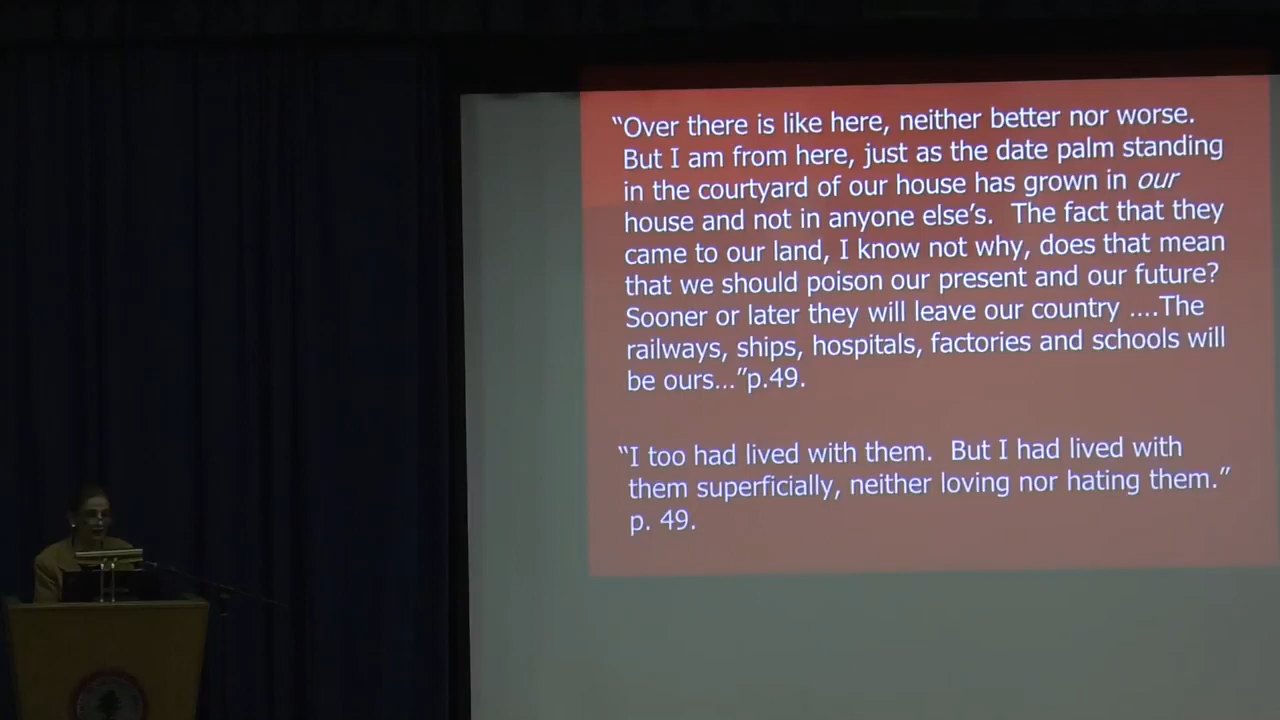 “Over there is like here, neither better nor worse.
But I am from here, just as the date palm standing
in the courtyard of our house has grown in our
house and not in anyone else’s.  The fact that they
came to our land, I know not why, does that mean
that we should poison our present and our future?
Sooner or later they will leave our country ....The
railways, ships, hospitals, factories and schools will
be ours...”p.49.
“I too had lived with them.  But I had lived with
them superficially, neither loving nor hating them.”
p. 49.